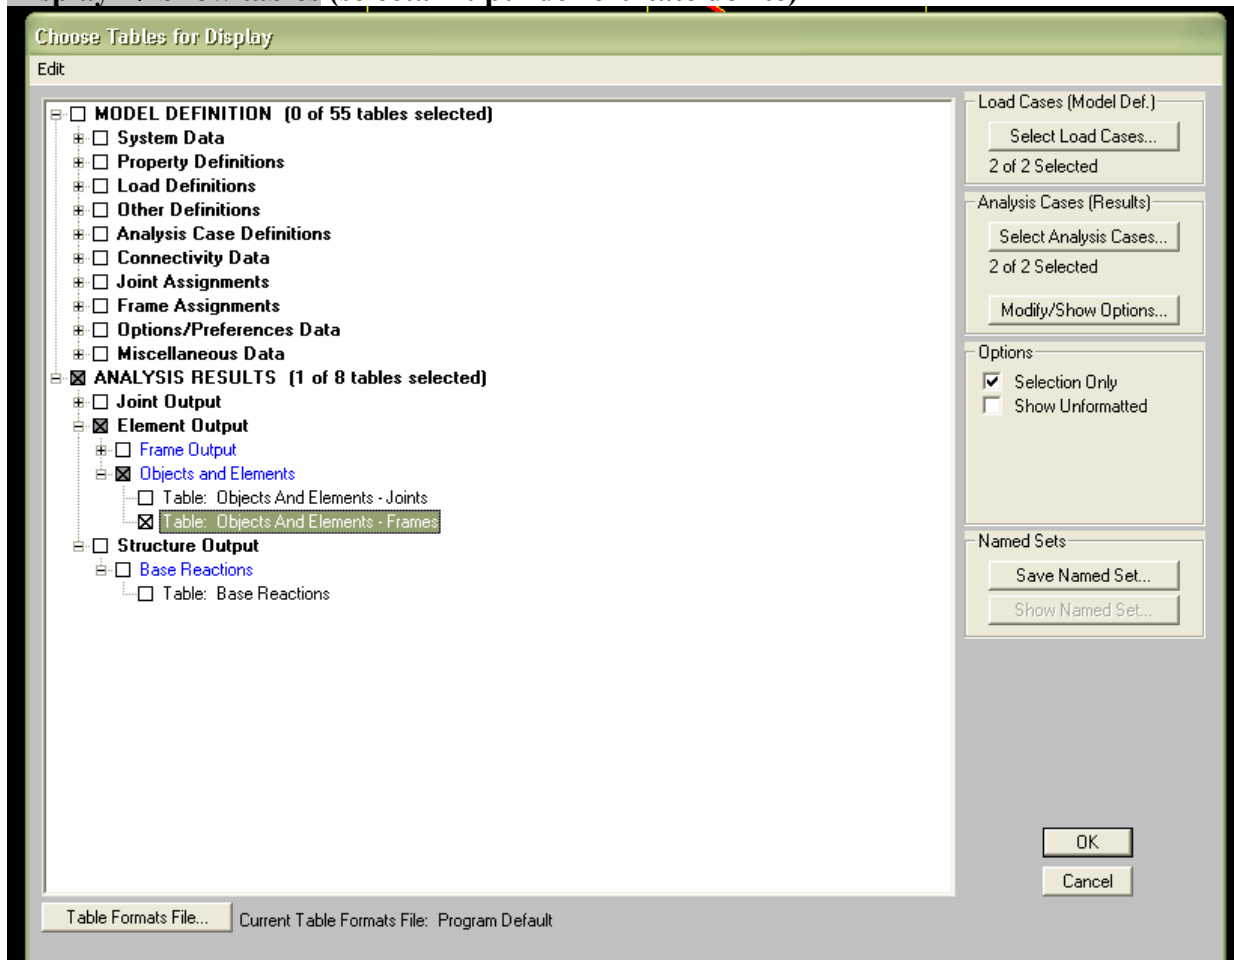 Choose Tables for Display
Edit
MODEL DEFINITION (0 of 55 tables selected)
System Data
Property Definitions
Load Definitions
Other Definitions
Analysis Case Definitions
Connectivity Data
Joint Assignments
Frame Assignments
Options/Preferences Data
Miscellaneous Data
ANALYSIS RESULTS (1 of 8 tables selected)
Joint Output
Element Output
Frame Output
Objects and Elements
Table: Objects And Elements - Joints
Table: Objects And Elements - Frames
Structure Output
Base Reactions
Table: Base Reactions
Load Cases (Model Def.)
Select Load Cases...
2 of 2 Selected
Analysis Cases (Results)
Select Analysis Cases...
2 of 2 Selected
Modify/Show Options...
Options
Selection Only
Show Unformatted
Named Sets
Save Named Set...
Show Named Set...
OK
Cancel
Table Formats File...
Current Table Formats File: Program Default